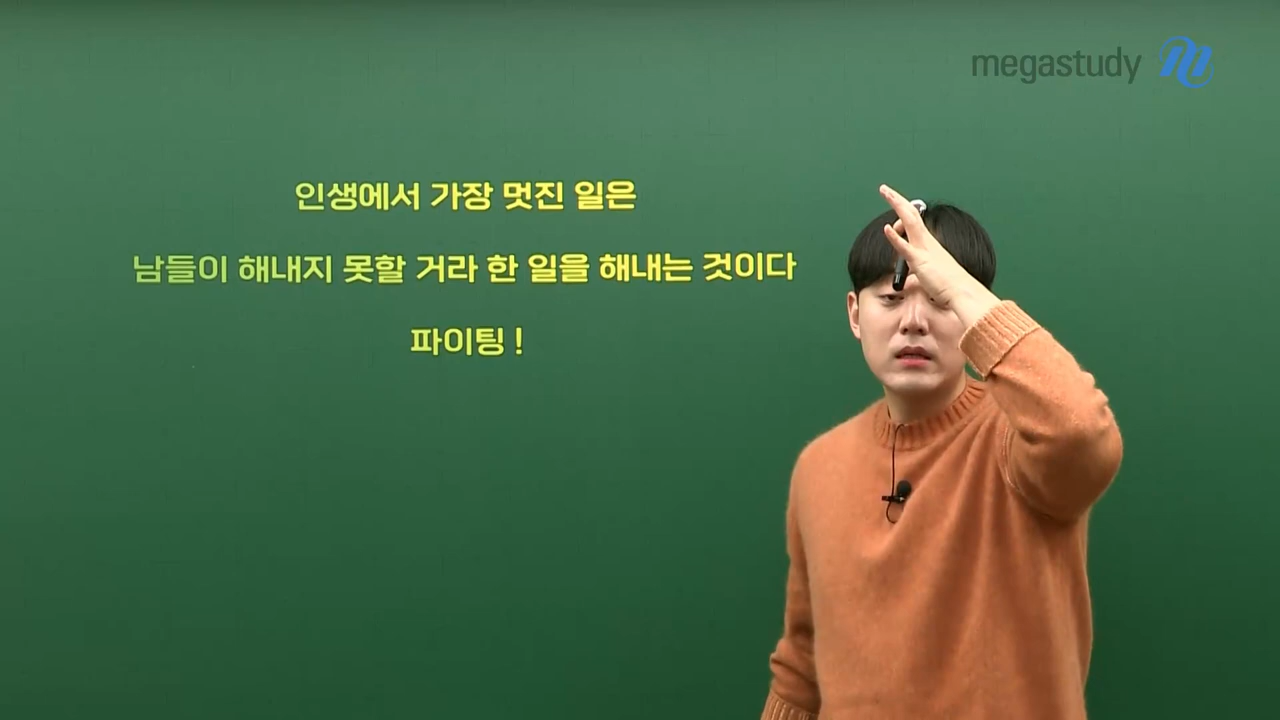 megastudy
인생에서 가장 멋진 일은
남들이 해내지 못할 거라 한 일을 해내는 것이다
파이팅 !